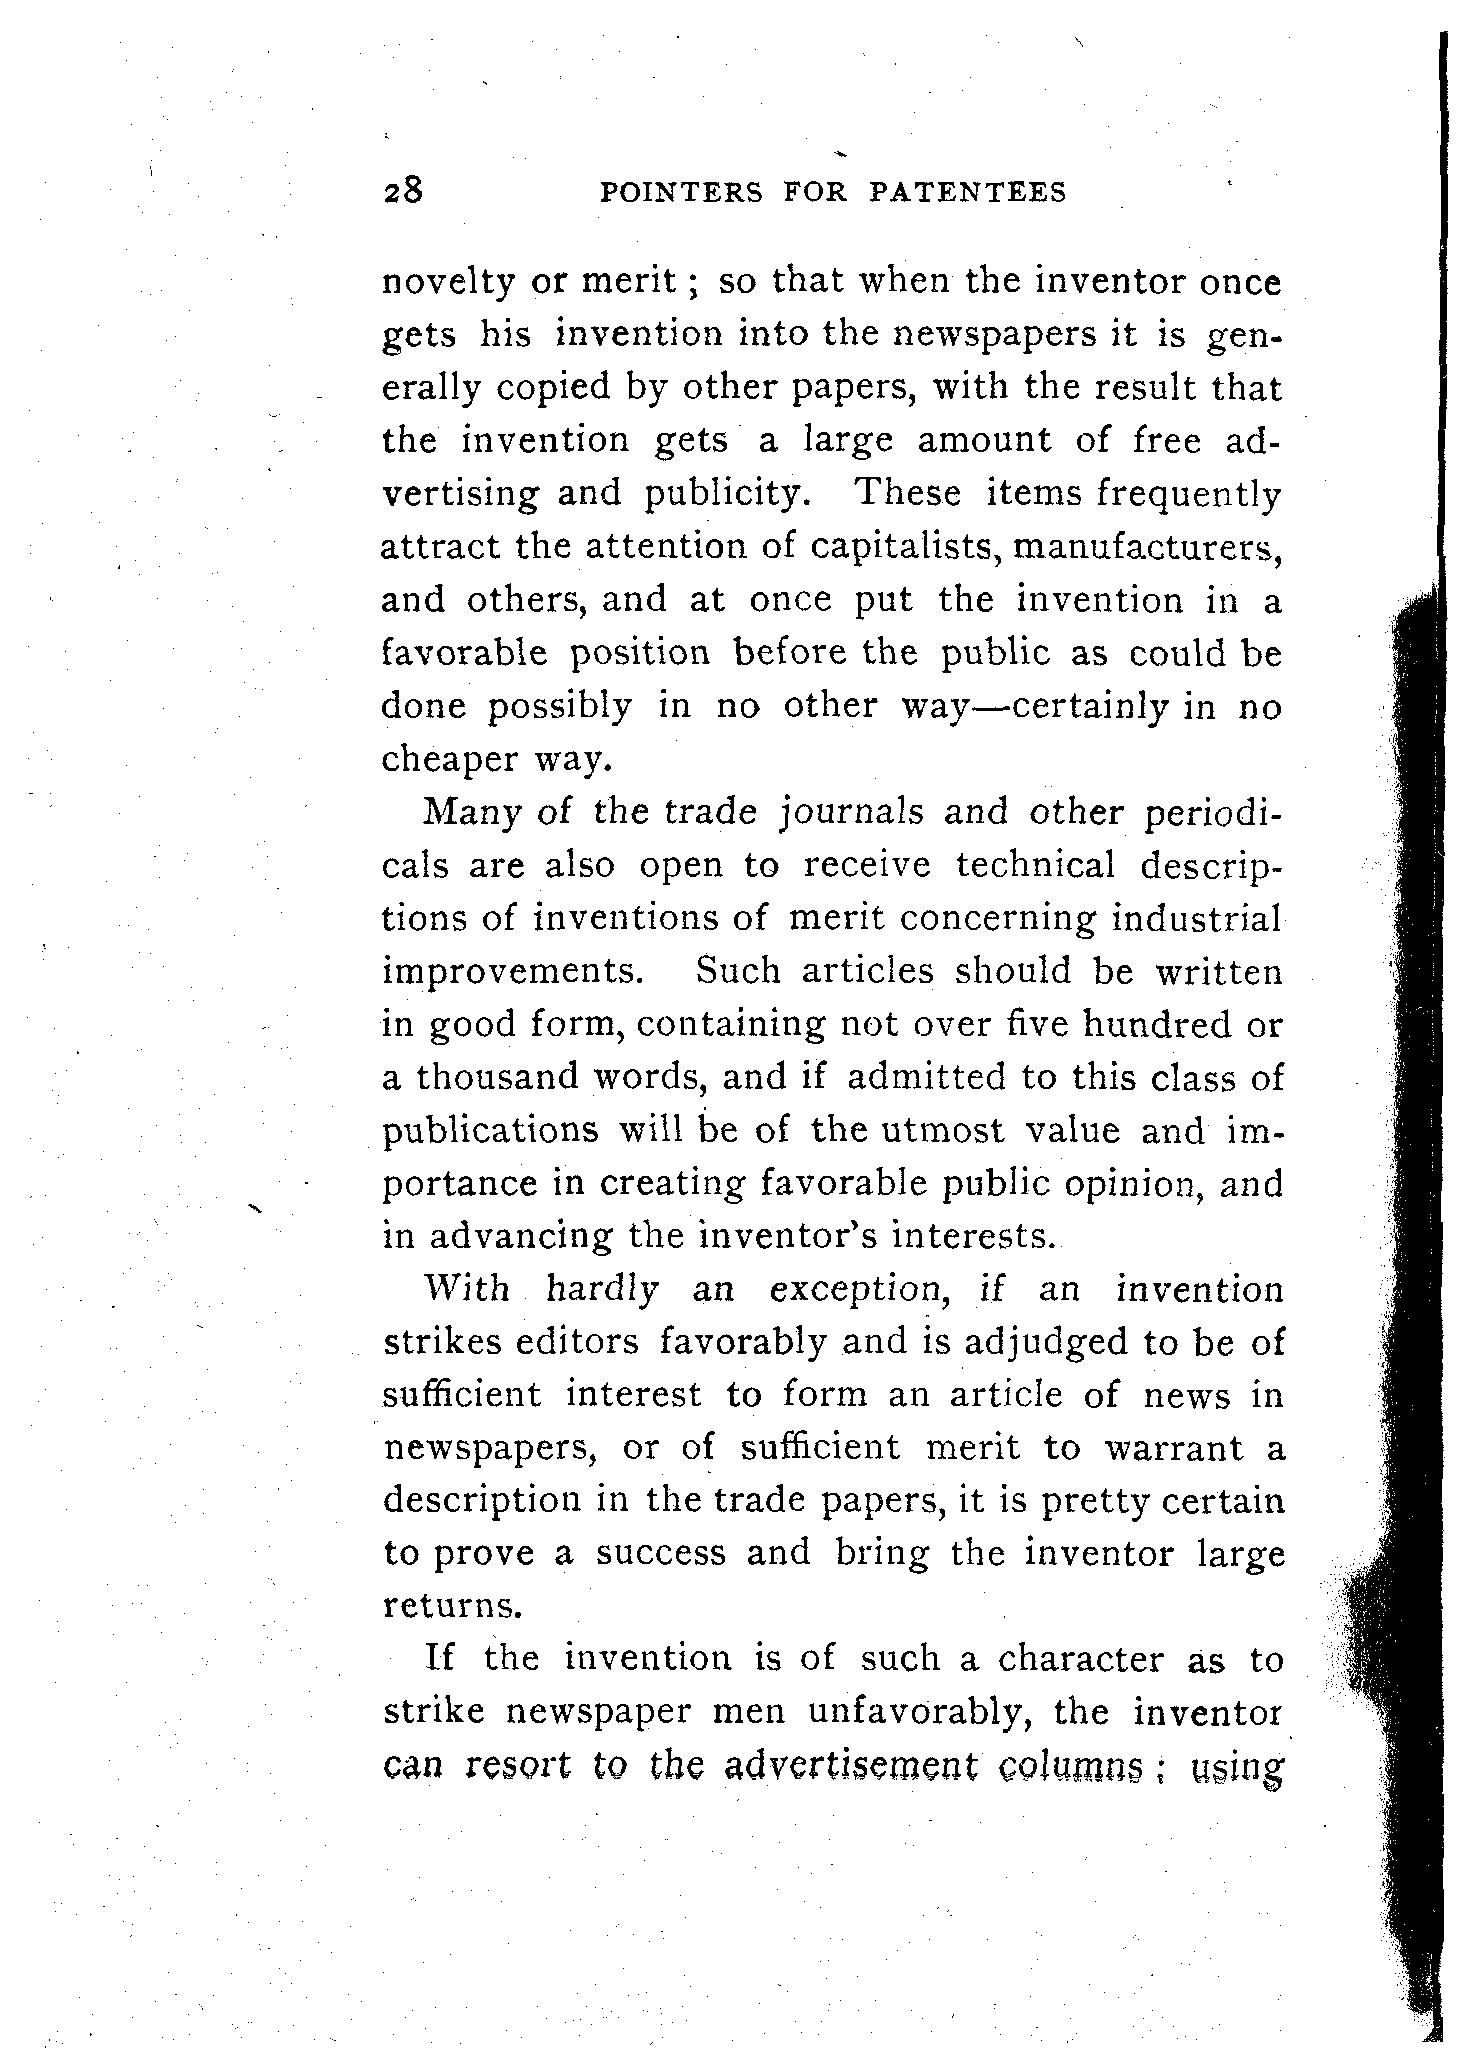 28 POINTERS FOR PATENTEES
novelty or merit ; so that when the inventor once
gets his invention into the newspapers it is gen-
erally copied by other papers, with the result that
the invention gets a large amount of free ad-
vertising and publicity. These items frequently
attract the attention of capitalists, manufacturers,
and others, and at once put the invention in a
favorable position before the public as could be
done possibly in no other way—certainly in no
cheaper way.
Many of the trade journals and other periodi-
cals are also open to receive technical descrip-
tions of inventions of merit concerning industrial
improvements. Such articles should be written
in good form, containing not over five hundred or
a thousand words, and if admitted to this class of
publications will be of the utmost value and im-
portance in creating favorable public opinion, and
in advancing the inventor's interests.
With hardly an exception, if an invention
strikes editors favorably and is adjudged to be of
sufficient interest to form an article of news in
newspapers, or of sufficient merit to warrant a
description in the trade papers, it is pretty certain
to prove a success and bring the inventor large
returns.
If the invention is of such a character as to
strike newspaper men unfavorably, the inventor
can resort to the advertisement columns ; using